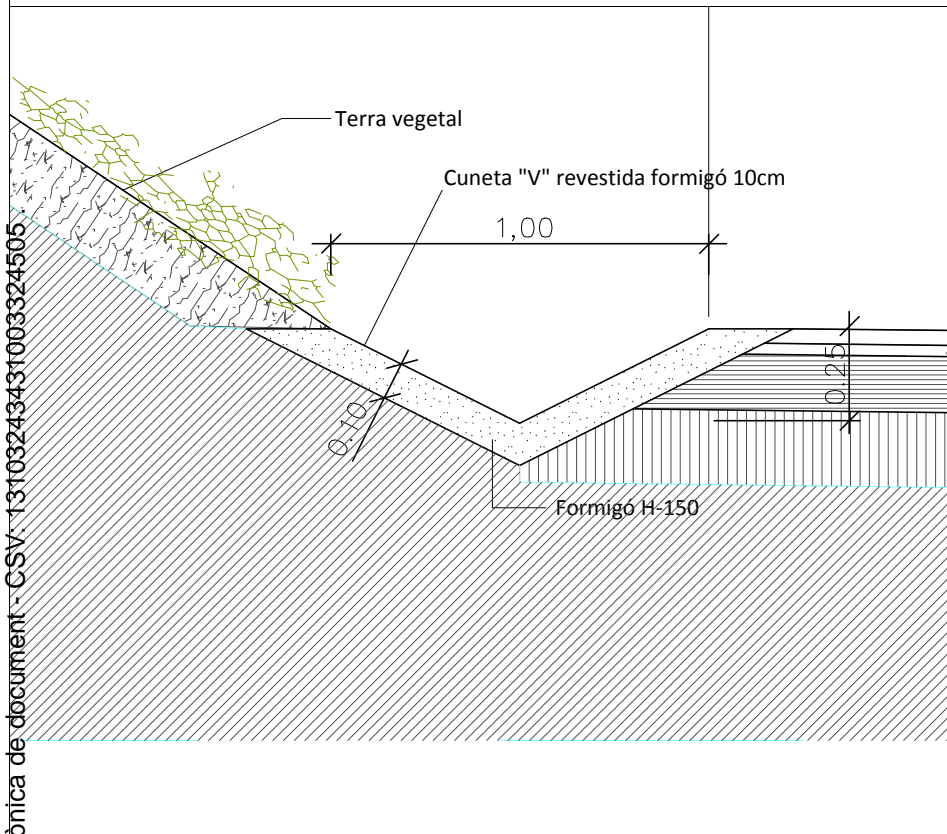 Terra vegetal
Cuneta "V" revestida formigó 10cm
1,00
0.25
0.10
Formigó H-150
ònica de document - CSV: 13103243431003324505 .